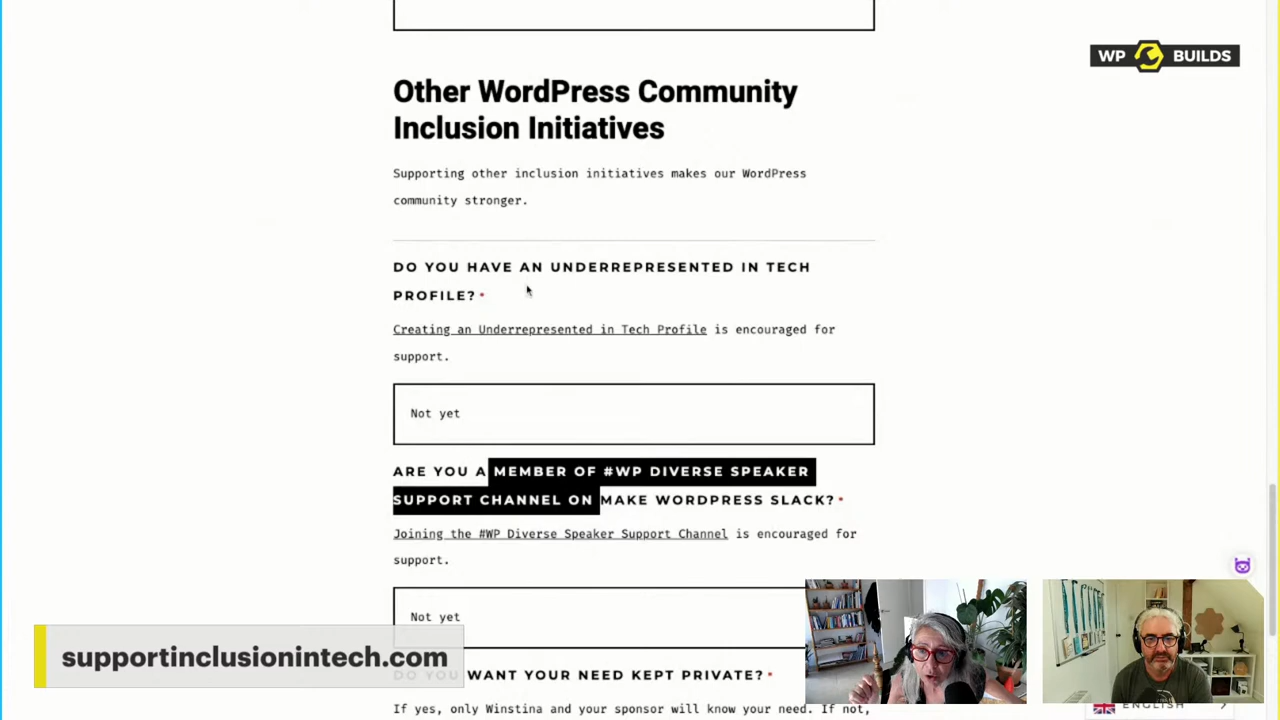 WP BUILDS
Other WordPress Community
Inclusion Initiatives
Supporting other inclusion initiatives makes our WordPress
community stronger.
DO YOU HAVE AN UNDERREPRESENTED IN TECH
PROFILE? *
Creating an Underrepresented in Tech Profile is encouraged for
support.
Not yet
ARE YOU A MEMBER OF #WP DIVERSE SPEAKER
SUPPORT CHANNEL ON MAKE WORDPRESS SLACK? *
Joining the #WP Diverse Speaker Support Channel is encouraged for
support.
Not yet
supportinclusionintech.com
DO YOU WANT YOUR NEED KEPT PRIVATE? *
If yes, only Winstina and your sponsor will know your need. If not,
ENGLISH